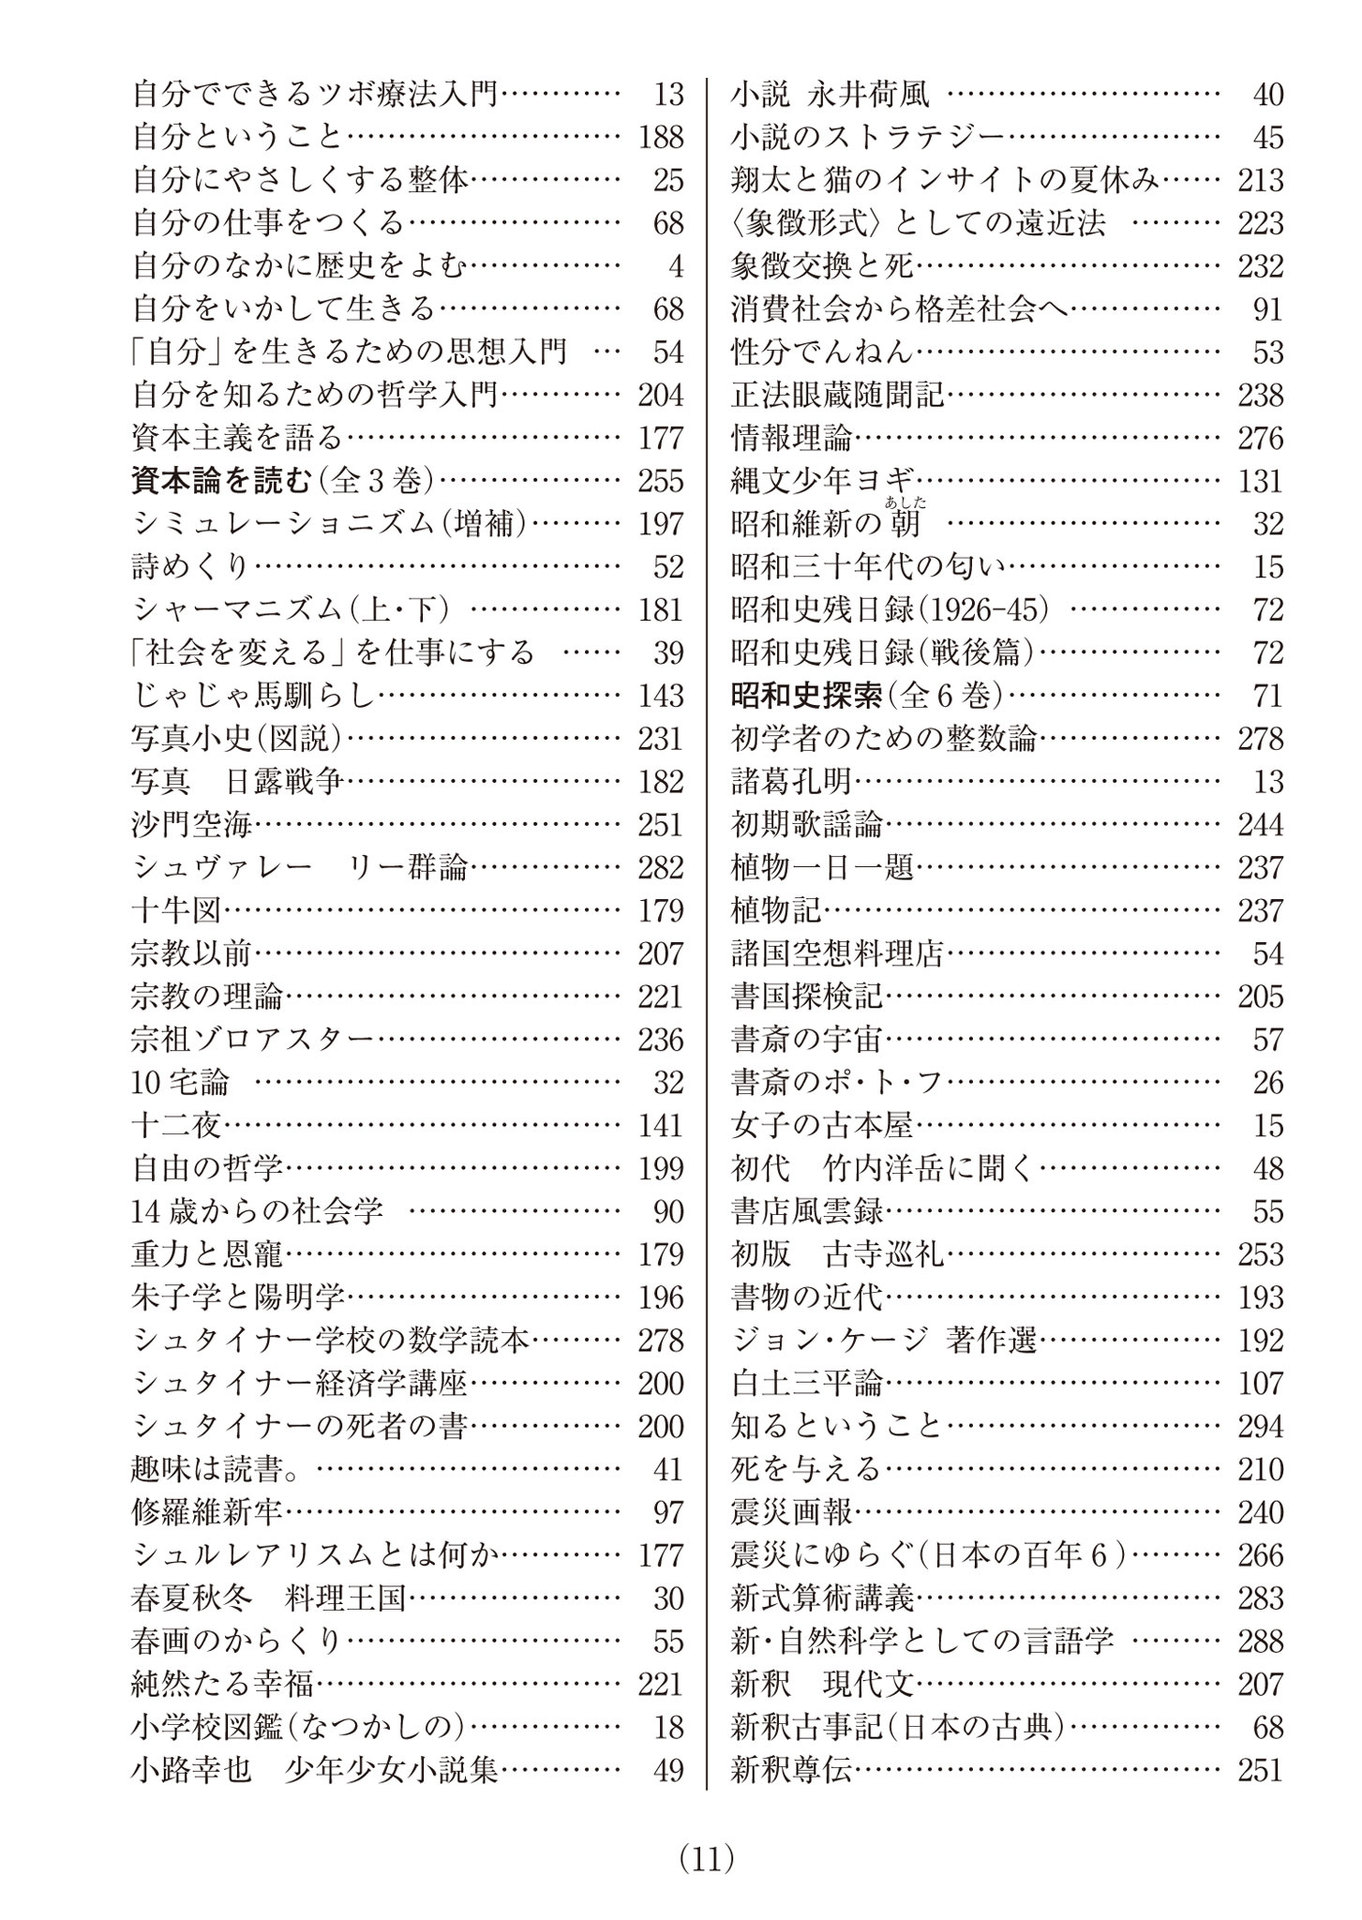 自分でできるツボ療法入門………… 13
自分ということ……………………… 188
自分にやさしくする整体…………… 25
自分の仕事をつくる………………… 68
自分のなかに歴史をよむ…………… 4
自分をいかして生きる……………… 68
「自分」を生きるための思想入門 … 54
自分を知るための哲学入門………… 204
資本主義を語る……………………… 177
資本論を読む(全3巻)……………… 255
シミュレーショニズム(増補)……… 197
詩めくり……………………………… 52
シャーマニズム(上・下) …………… 181
「社会を変える」を仕事にする …… 39
じゃじゃ馬馴らし…………………… 143
写真小史(図説)……………………… 231
写真　日露戦争……………………… 182
沙門空海……………………………… 251
シュヴァレー　リー群論…………… 282
十牛図………………………………… 179
宗教以前……………………………… 207
宗教の理論…………………………… 221
宗祖ゾロアスター…………………… 236
10宅論 ……………………………… 32
十二夜………………………………… 141
自由の哲学…………………………… 199
14歳からの社会学 ………………… 90
重力と恩寵…………………………… 179
朱子学と陽明学……………………… 196
シュタイナー学校の数学読本……… 278
シュタイナー経済学講座…………… 200
シュタイナーの死者の書…………… 200
趣味は読書。………………………… 41
修羅維新牢…………………………… 97
シュルレアリスムとは何か………… 177
春夏秋冬　料理王国………………… 30
春画のからくり……………………… 55
純然たる幸福………………………… 221
小学校図鑑(なつかしの)…………… 18
小路幸也　少年少女小説集………… 49
小説 永井荷風 ……………………… 40
小説のストラテジー………………… 45
翔太と猫のインサイトの夏休み…… 213
〈象徴形式〉としての遠近法 ……… 223
象徴交換と死………………………… 232
消費社会から格差社会へ…………… 91
性分でんねん………………………… 53
正法眼蔵随聞記……………………… 238
情報理論……………………………… 276
縄文少年ヨギ………………………… 131
あした
昭和維新の朝 ……………………… 32
昭和三十年代の匂い………………… 15
昭和史残日録(1926-45) …………… 72
昭和史残日録(戦後篇)……………… 72
昭和史探索(全6巻)………………… 71
初学者のための整数論……………… 278
諸葛孔明……………………………… 13
初期歌謡論…………………………… 244
植物一日一題………………………… 237
植物記………………………………… 237
諸国空想料理店……………………… 54
書国探検記…………………………… 205
書斎の宇宙…………………………… 57
書斎のポ・ト・フ……………………… 26
女子の古本屋………………………… 15
初代　竹内洋岳に聞く……………… 48
書店風雲録…………………………… 55
初版　古寺巡礼……………………… 253
書物の近代…………………………… 193
ジョン・ケージ 著作選……………… 192
白土三平論…………………………… 107
知るということ……………………… 294
死を与える…………………………… 210
震災画報……………………………… 240
震災にゆらぐ(日本の百年6)……… 266
新式算術講義………………………… 283
新・自然科学としての言語学 ……… 288
新釈　現代文………………………… 207
新釈古事記(日本の古典)…………… 68
新釈尊伝……………………………… 251
(11)